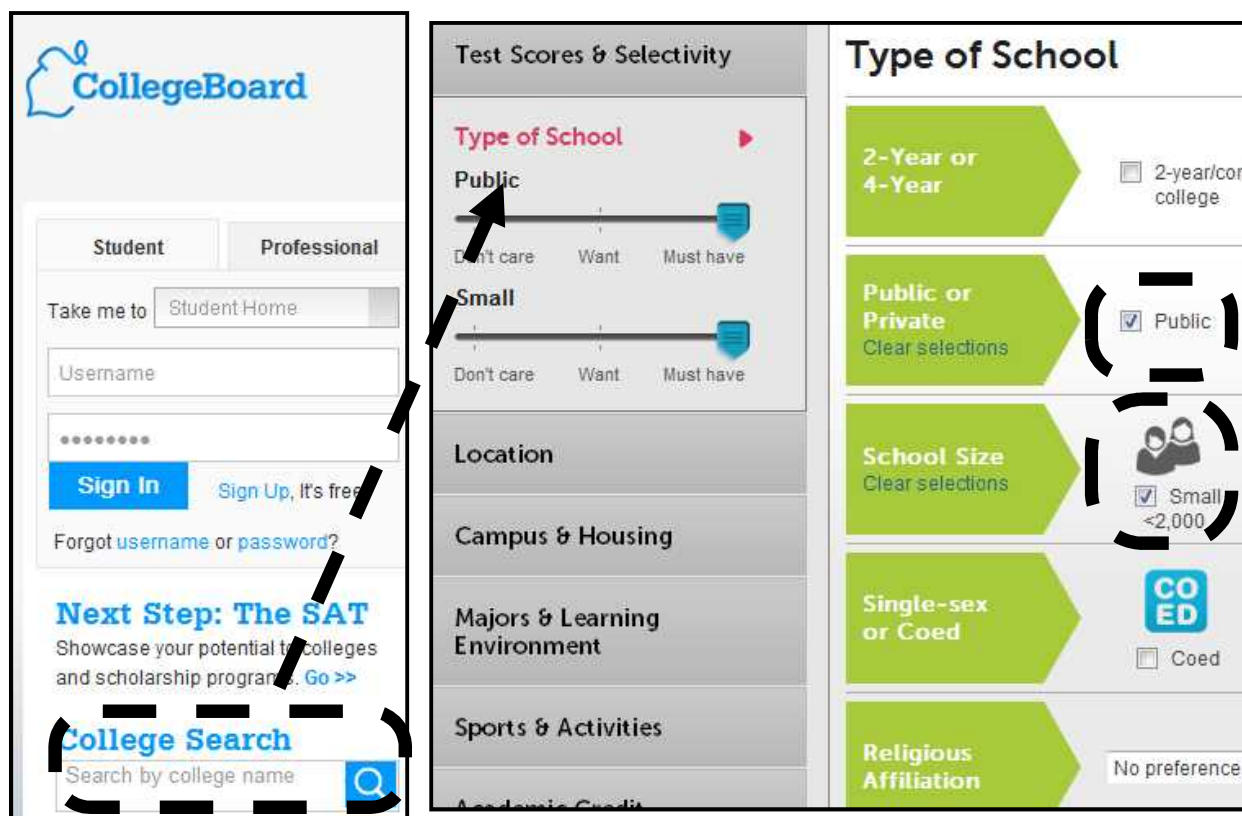 CollegeBoard
Student Professional
Take me to Student Home
Username
Sign In Sign Up, It's free
Forgot username or password?
Next Step: The SAT
Showcase your potential to colleges
and scholarship programs. Go >>
College Search
Search by college name
Test Scores & Selectivity
Type of School
Public
Don't care Want Must have
Small
Don't care Want Must have
Location
Campus & Housing
Majors & Learning
Environment
Sports & Activities
Academic Credit
Type of School
2-Year or
4-Year
2-year/cor
college
Public or
Private
Clear selections
Public
School Size
Clear selections
Small
<2,000
Single-sex
or Coed
CO
ED
Coed
Religious
Affiliation
No preference